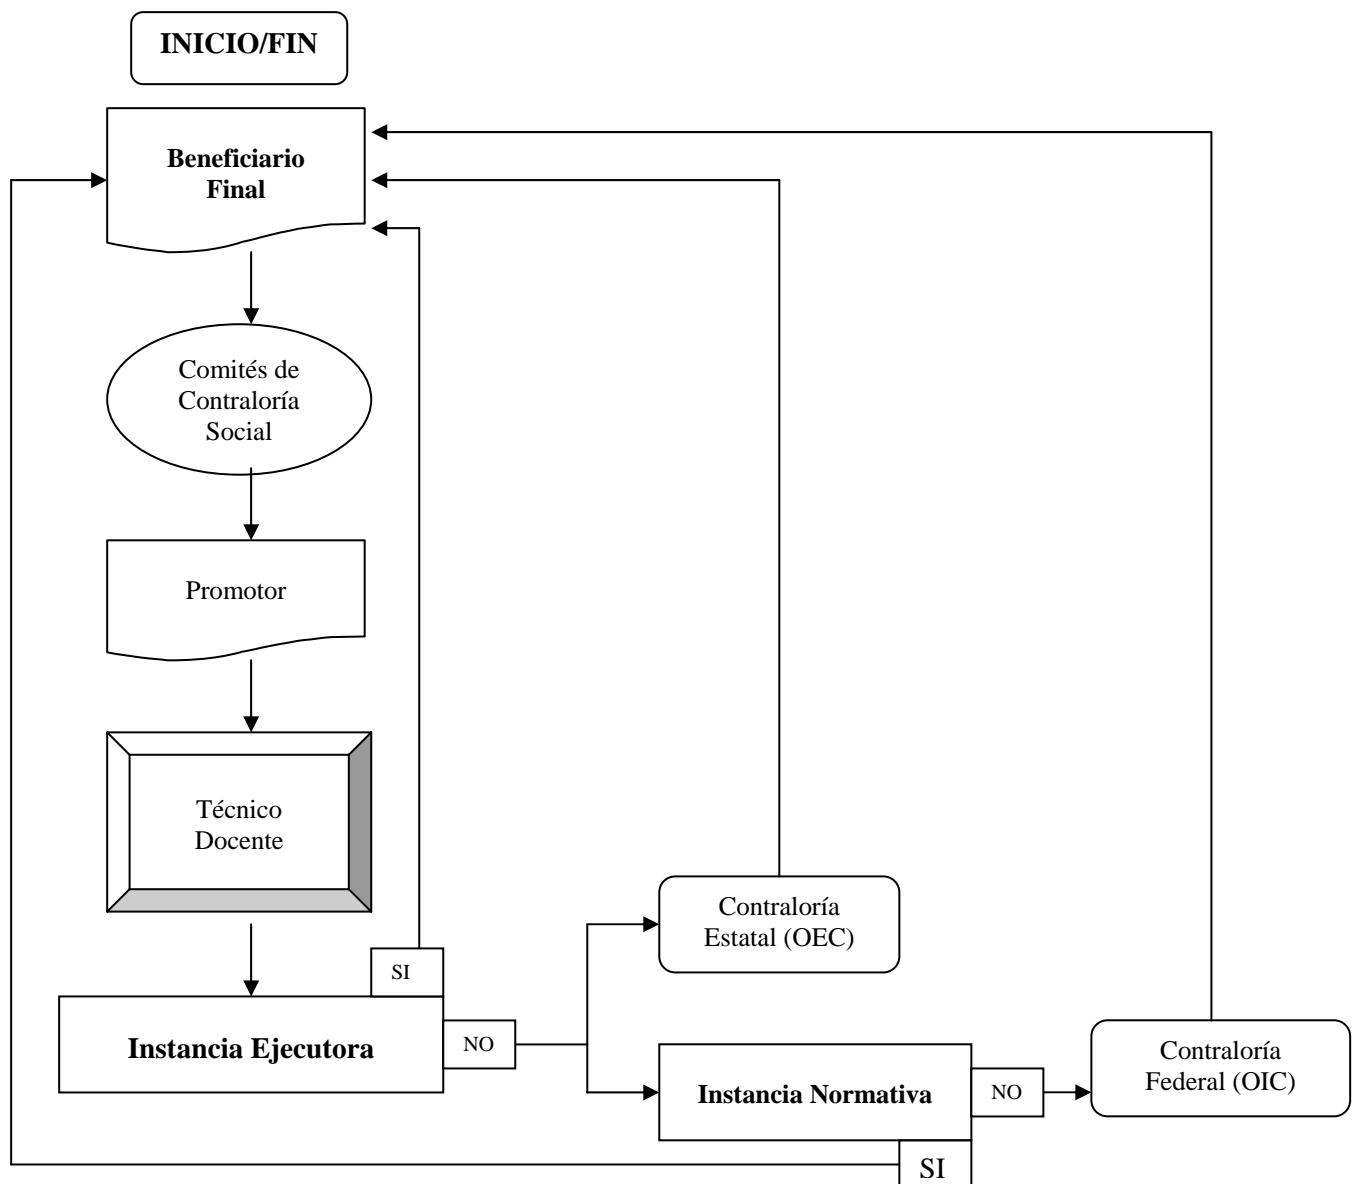 INICIO/FIN
Beneficiario
Final
Comités de
Contraloría
Social
Promotor
Técnico
Docente
SI
Instancia Ejecutora
NO
Contraloría
Estatal (OEC)
Instancia Normativa
NO
SI
Contraloría
Federal (OIC)